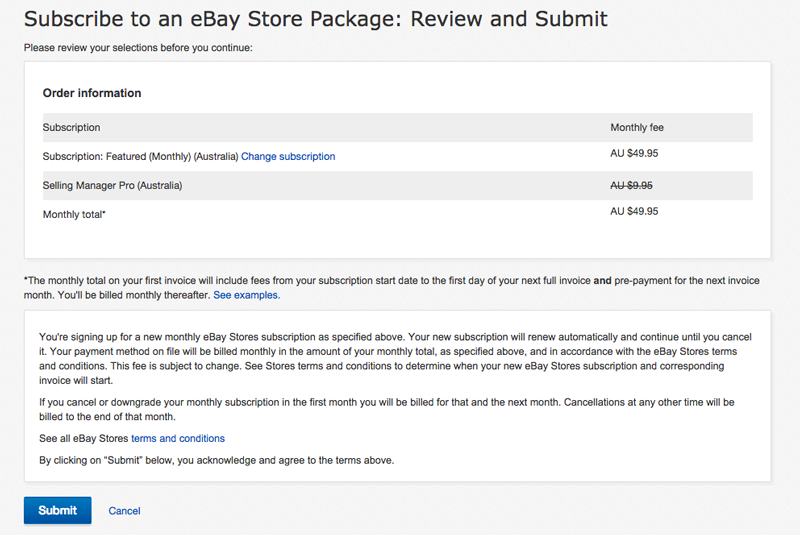 Subscribe to an eBay Store Package: Review and Submit
Please review your selections before you continue:
Order information
Subscription Monthly fee
Subscription: Featured (Monthly) (Australia) Change subscription AU $49.95
Selling Manager Pro (Australia) AU $9.95
Monthly total* AU $49.95
*The monthly total on your first invoice will include fees from your subscription start date to the first day of your next full invoice and pre-payment for the next invoice
month. You'll be billed monthly thereafter. See examples.
You're signing up for a new monthly eBay Stores subscription as specified above. Your new subscription will renew automatically and continue until you cancel
it. Your payment method on file will be billed monthly in the amount of your monthly total, as specified above, and in accordance with the eBay Stores terms
and conditions. This fee is subject to change. See Stores terms and conditions to determine when your new eBay Stores subscription and corresponding
invoice will start.
If you cancel or downgrade your monthly subscription in the first month you will be billed for that and the next month. Cancellations at any other time will be
billed to the end of that month.
See all eBay Stores terms and conditions
By clicking on "Submit" below, you acknowledge and agree to the terms above.
Submit Cancel